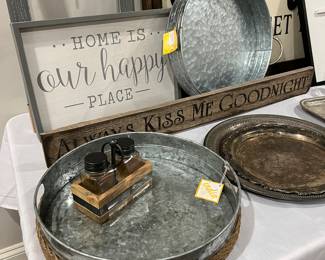 HOME IS
our happy
PLACE
ALWAYS KISS ME GOODNIGHT